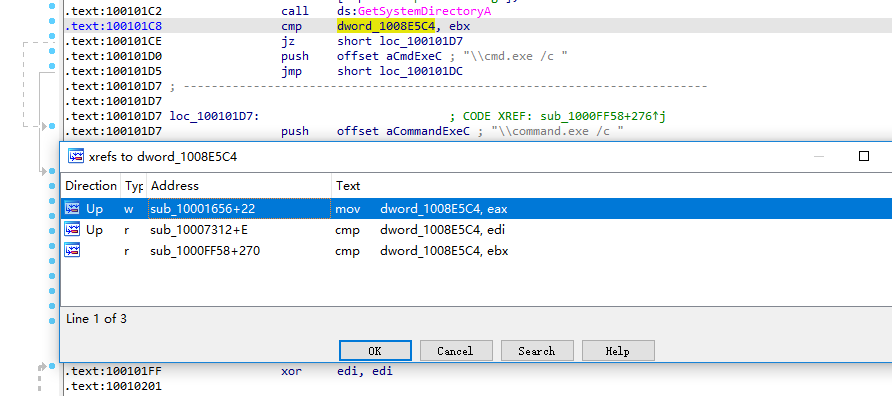 .text:100101C2 call ds:GetSystemDirectoryA
.text:100101C8 cmp dword_1008E5C4, ebx
.text:100101CE jz short loc_100101D7
.text:100101D0 push offset aCmdExeC ; "\\cmd.exe /c "
.text:100101D5 jmp short loc_100101DC
.text:100101D7 ; ---------------------------------------------------------------------------
.text:100101D7
.text:100101D7 loc_100101D7: ; CODE XREF: sub_1000FF58+276↑j
.text:100101D7 push offset aCommandExeC ; "\\command.exe /c "
xrefs to dword_1008E5C4
Direction Typ Address Text
Up w sub_10001656+22 mov dword_1008E5C4, eax
Up r sub_10007312+E cmp dword_1008E5C4, edi
r sub_1000FF58+270 cmp dword_1008E5C4, ebx
Line 1 of 3
OK Cancel Search Help
.text:100101FF xor edi, edi
.text:10010201